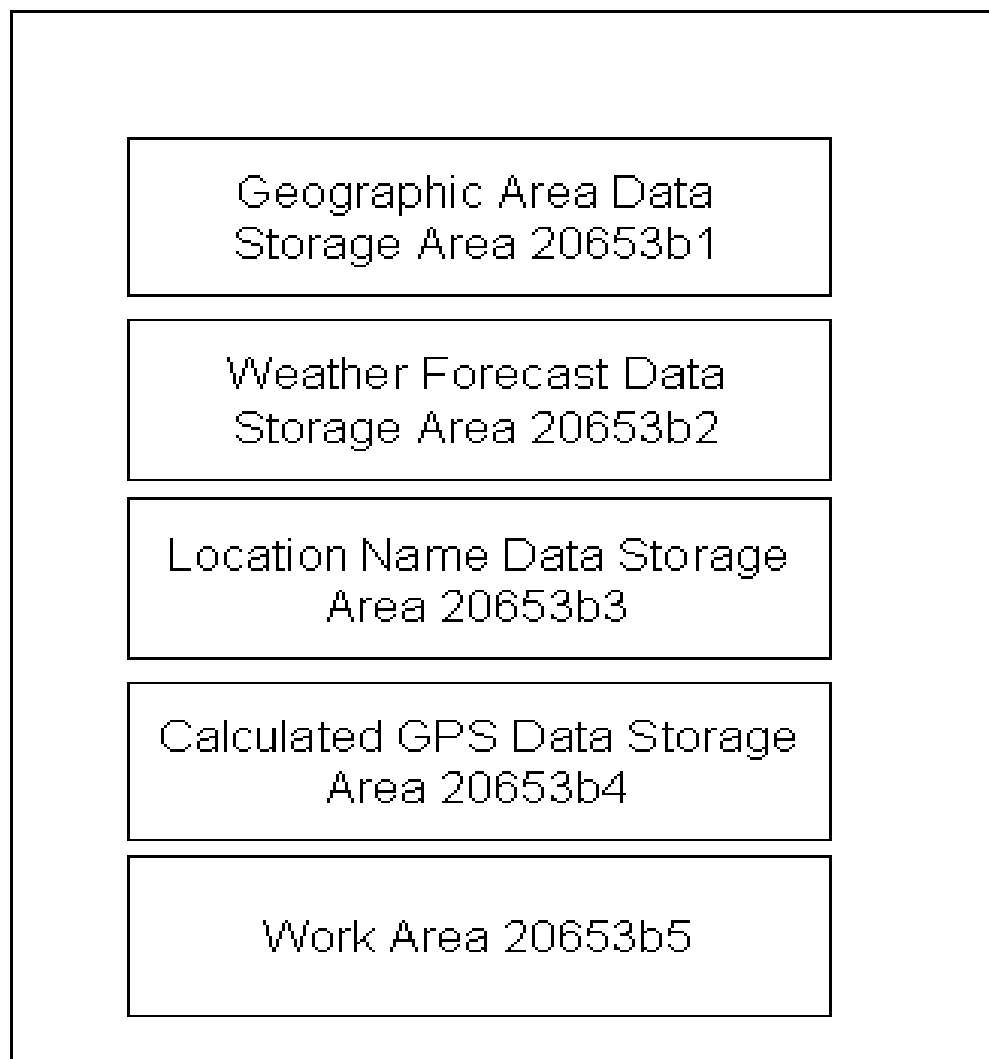 Geographic Area Data
Storage Area 20653b1
Weather Forecast Data
Storage Area 20653b2
Location Name Data Storage
Area 20653b3
Calculated GPS Data Storage
Area 20653b4
Work Area 20653b5